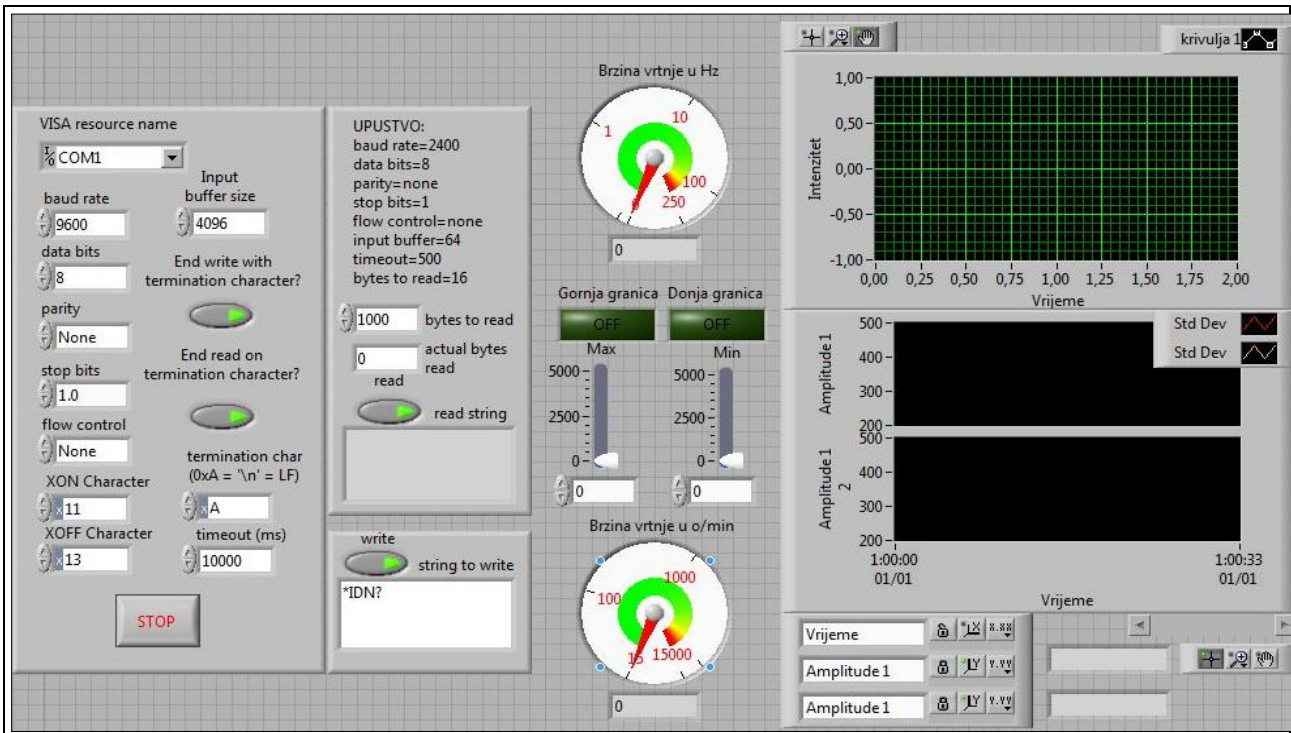 VISA resource name
COM1
baud rate
9600
Input
buffer size
4096
data bits
8
End write with
termination character?
parity
None
End read on
termination character?
stop bits
1.0
flow control
None
termination char
(0xA = '\n' = LF)
XON Character
x11
xA
XOFF Character
x13
timeout (ms)
10000
STOP
UPUSTVO:
baud rate=2400
data bits=8
parity=none
stop bits=1
flow control=none
input buffer=64
timeout=500
bytes to read=16
1000 bytes to read
0 actual bytes
read
read
read string
write
string to write
*IDN?
Brzina vrtnje u Hz
0
1
10
100
250
0
Gornja granica
Donja granica
OFF
OFF
Max
Min
5000
2500
0
5000
2500
0
0
0
Brzina vrtnje u o/min
15
100
1000
15000
0
krivulja 1
Intenzitet
1,00
0,50
0,00
-0,50
-1,00
0,00 0,25 0,50 0,75 1,00 1,25 1,50 1,75 2,00
Vrijeme
Std Dev
Std Dev
Amplitude 1
500
400
300
200
Amplitude 1
2
500
400
300
200
1:00:00
01/01
1:00:33
01/01
Vrijeme
Vrijeme
X X.XX
Amplitude 1
Y Y.YY
Amplitude 1
Y Y.YY